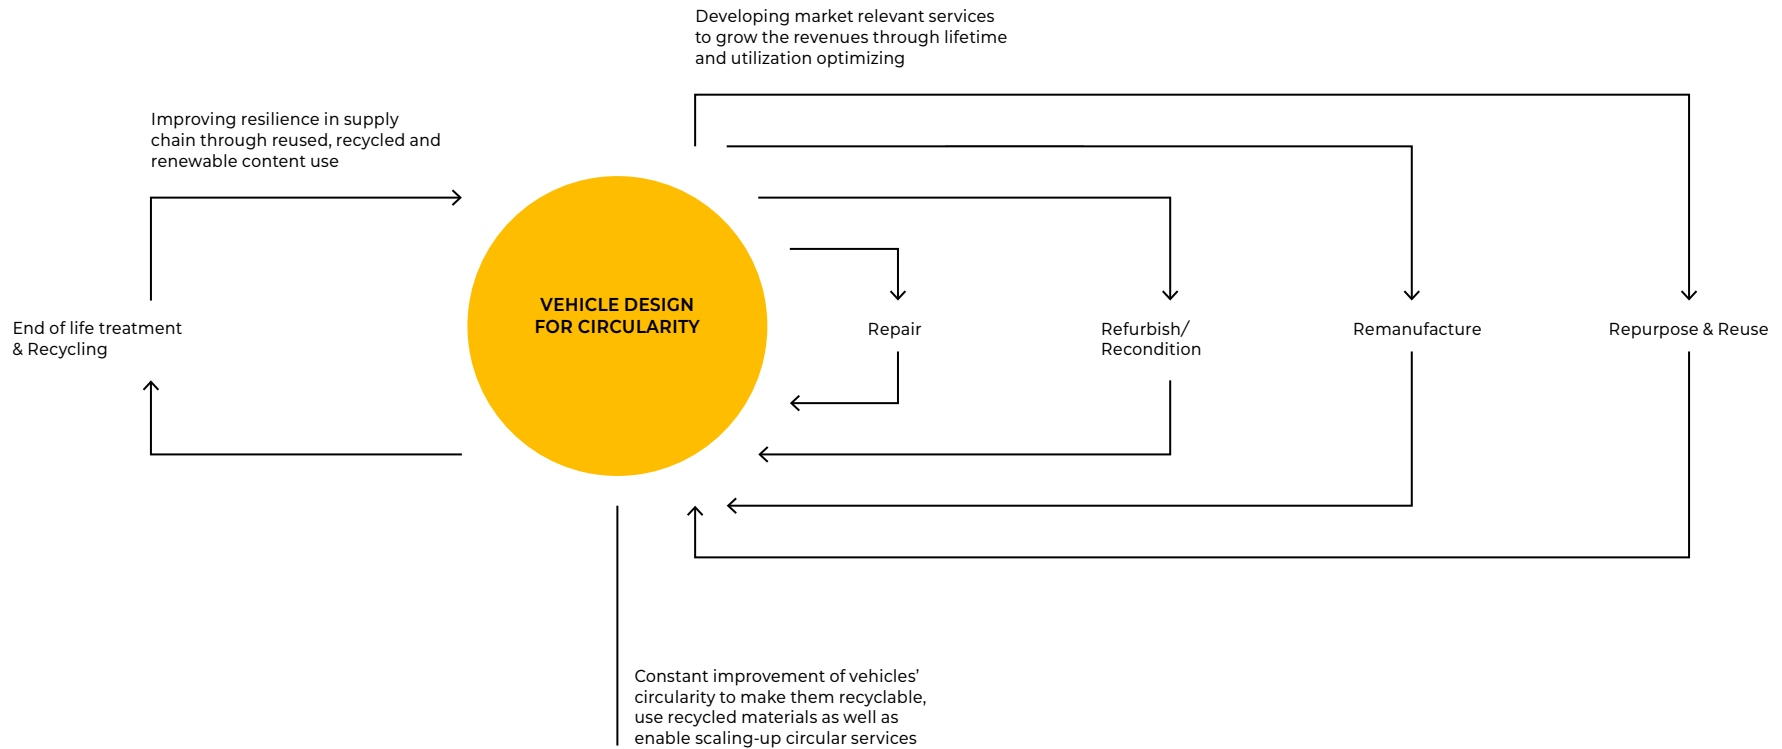 Developing market relevant services
to grow the revenues through lifetime
and utilization optimizing
Improving resilience in supply
chain through reused, recycled and
renewable content use
VEHICLE DESIGN
FOR CIRCULARITY
End of life treatment
& Recycling
Repair
Refurbish/
Recondition
Remanufacture
Repurpose & Reuse
Constant improvement of vehicles’
circularity to make them recyclable,
use recycled materials as well as
enable scaling-up circular services